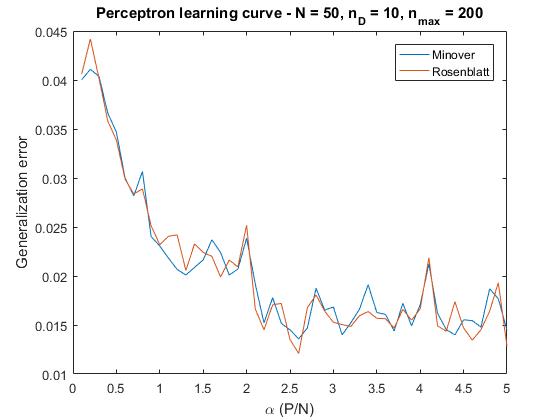 Perceptron learning curve - N = 50, n_D = 10, n_max = 200
Generalization error
0.045
0.04
0.035
0.03
0.025
0.02
0.015
0.01
Minover
Rosenblatt
0 0.5 1 1.5 2 2.5 3 3.5 4 4.5 5
α (P/N)